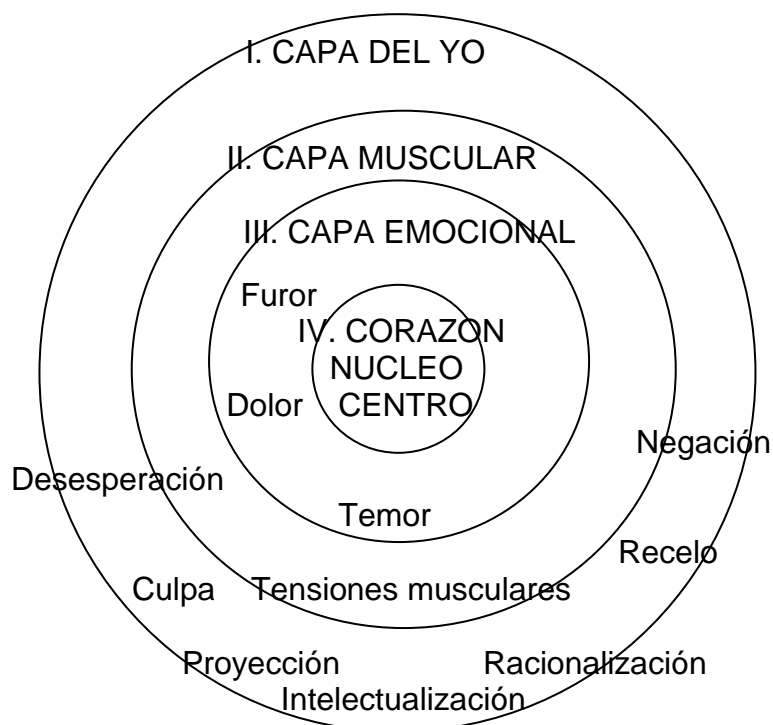 I. CAPA DEL YO
II. CAPA MUSCULAR
III. CAPA EMOCIONAL
Furor
IV. CORAZON
NUCLEO
Dolor CENTRO
Negación
Desesperación
Temor
Recelo
Culpa Tensiones musculares
Proyección Racionalización
Intelectualización